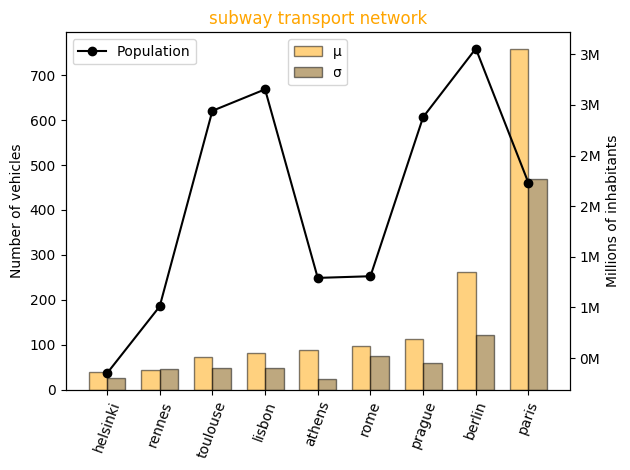 subway transport network
Population
μ
σ
Number of vehicles
700
600
500
400
300
200
100
0
3M
3M
2M
2M
1M
1M
0M
Millions of inhabitants
helsinki
rennes
toulouse
lisbon
athens
rome
prague
berlin
paris